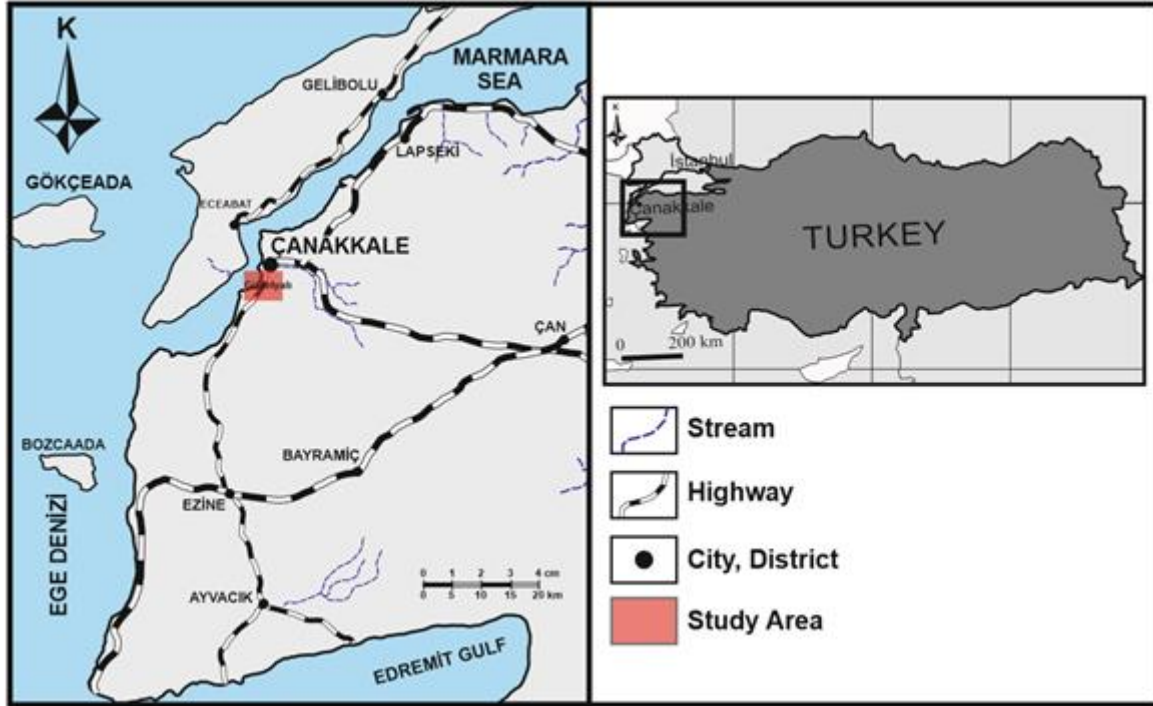 K
MARMARA
SEA
GELİBOLU
LAPSEKİ
GÖKÇEADA
ECEABAT
ÇANAKKALE
ÇAN
BOZCAADA
BAYRAMİÇ
EZİNE
EGE DENİZİ
AYVACIK
0 1 2 3 4 cm
0 5 10 15 20 km
EDREMIT GULF
K
İstanbul
Çanakkale
TURKEY
0 200 km
Stream
Highway
City, District
Study Area